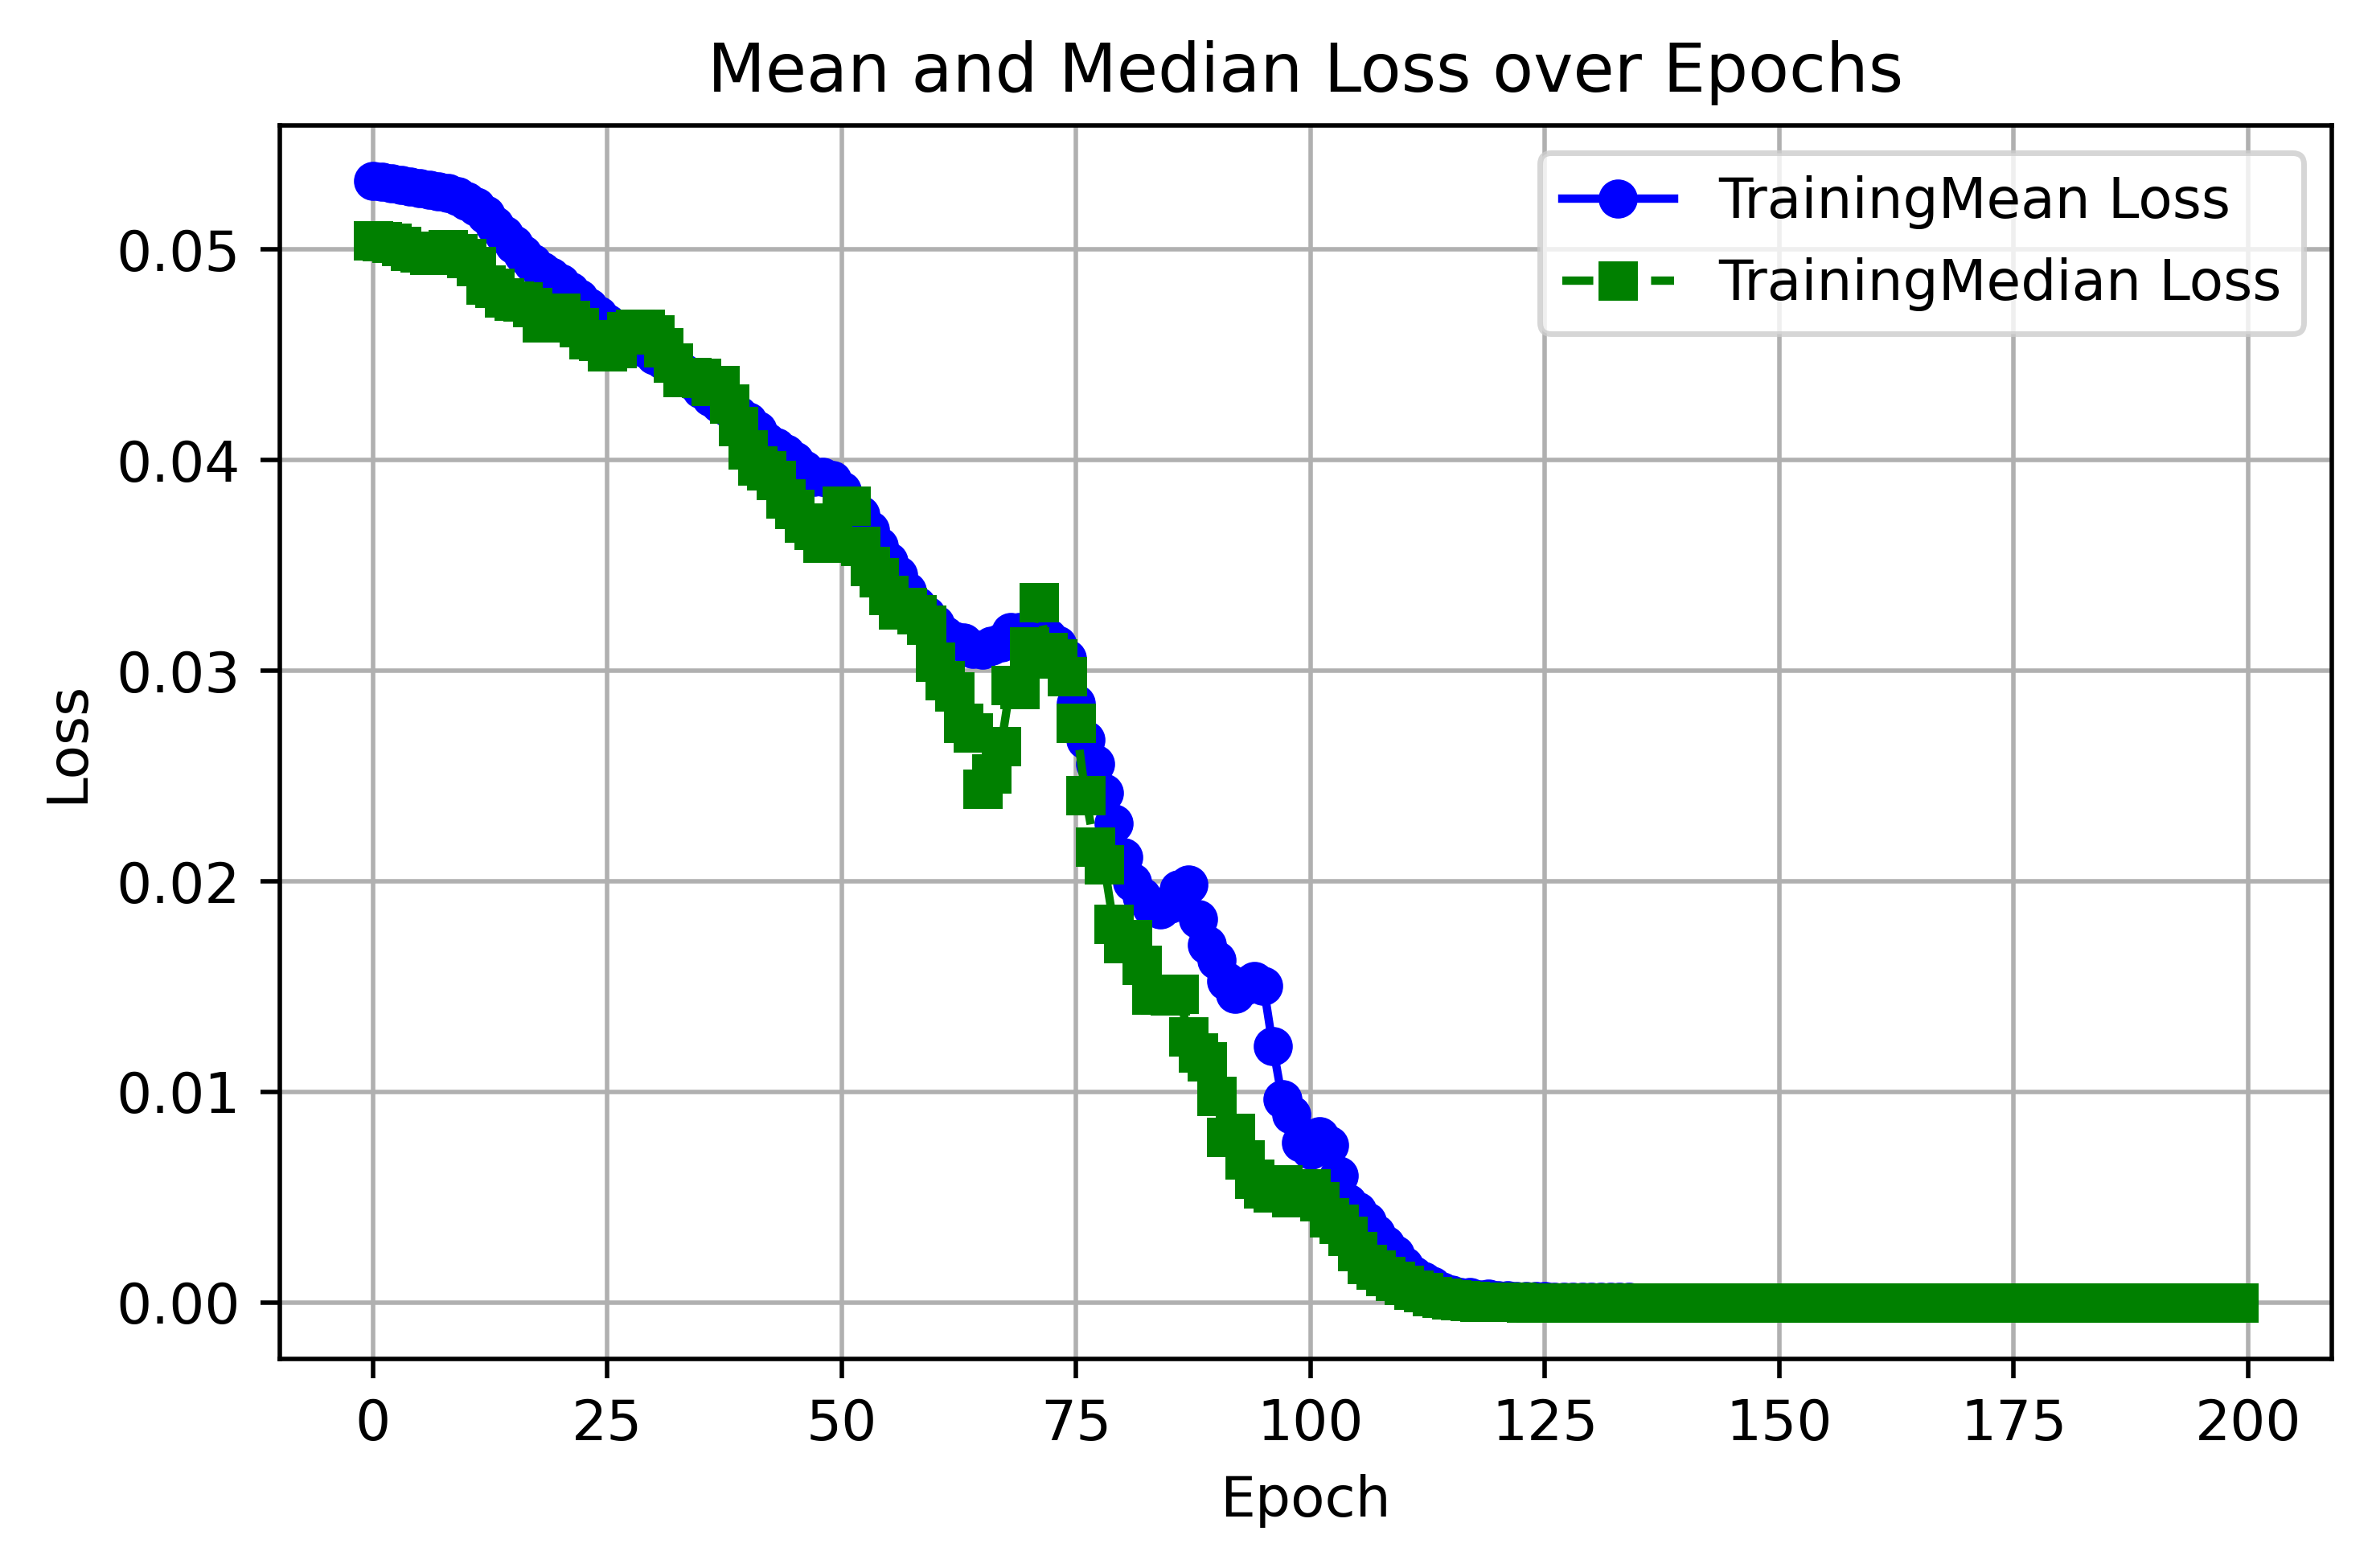 Mean and Median Loss over Epochs
TrainingMean Loss
TrainingMedian Loss
0.05
0.04
0.03
0.02
0.01
0.00
Loss
0 25 50 75 100 125 150 175 200
Epoch